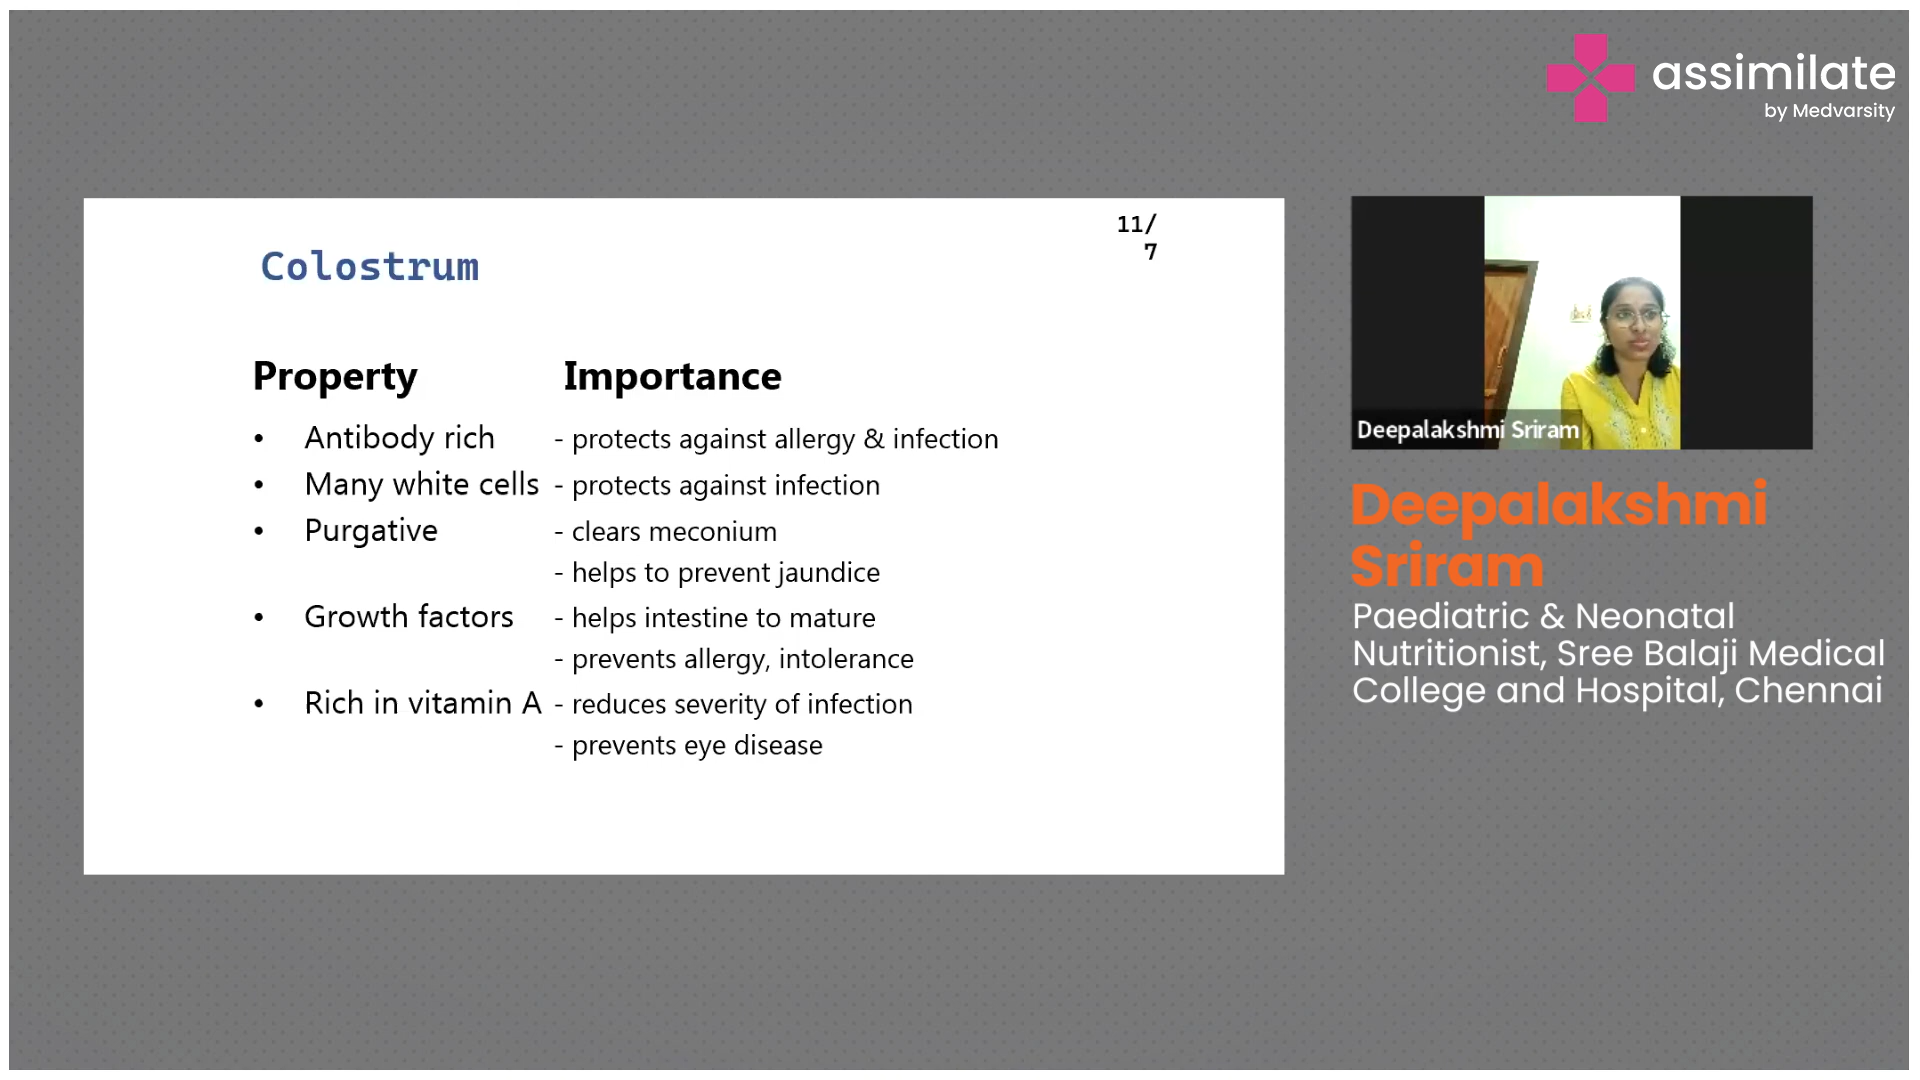 assimilate
by Medvarsity
11/
7
Colostrum
Property Importance
• Antibody rich - protects against allergy & infection
• Many white cells - protects against infection
• Purgative - clears meconium
- helps to prevent jaundice
• Growth factors - helps intestine to mature
- prevents allergy, intolerance
• Rich in vitamin A - reduces severity of infection
- prevents eye disease
Deepalakshmi Sriram
Deepalakshmi
Sriram
Paediatric & Neonatal
Nutritionist, Sree Balaji Medical
College and Hospital, Chennai